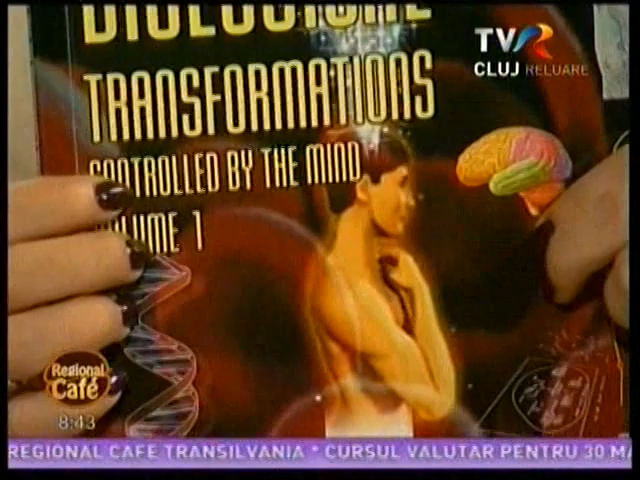 TVR
CLUJ RELUARE
TRANSFORMATIONS
CONTROLLED BY THE MIND
VOLUME 1
Regional
Café
8:43
REGIONAL CAFE TRANSILVANIA * CURSUL VALUTAR PENTRU 30 MA